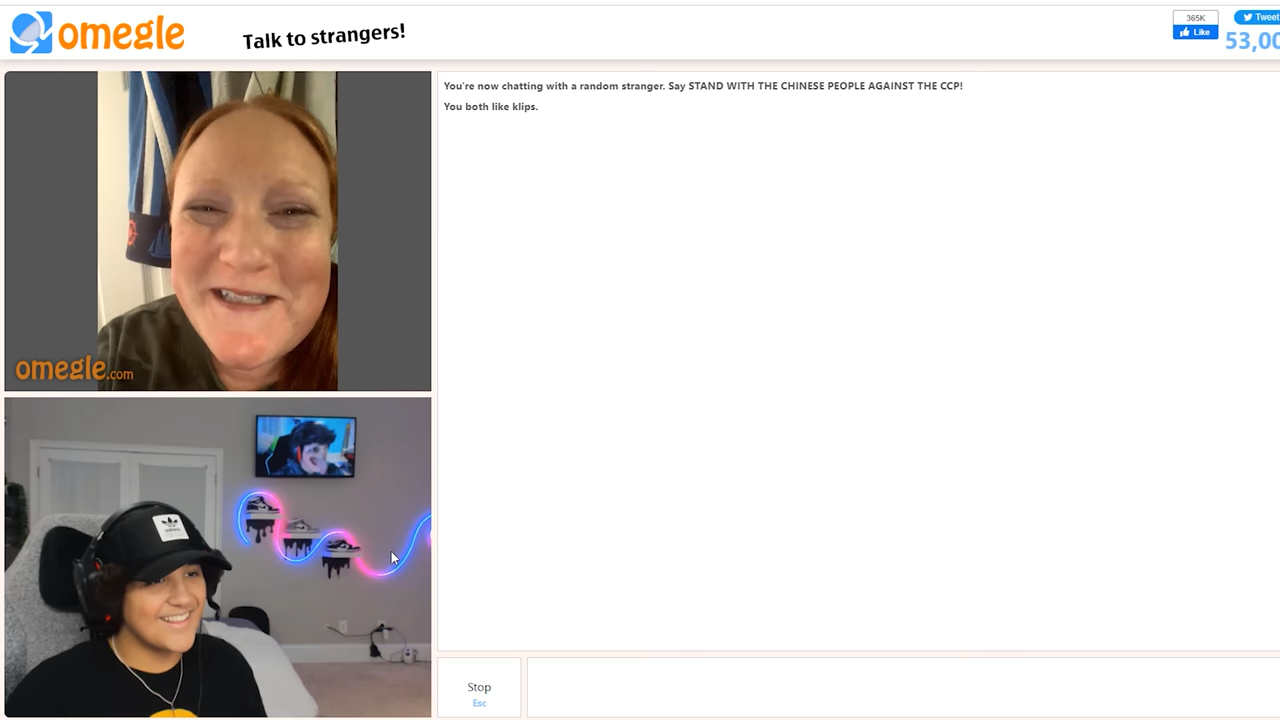 omegle
Talk to strangers!
365K
Like
Tweet
53,00
You're now chatting with a random stranger. Say STAND WITH THE CHINESE PEOPLE AGAINST THE CCP!
You both like klips.
omegle.com
adidas
Stop
Esc